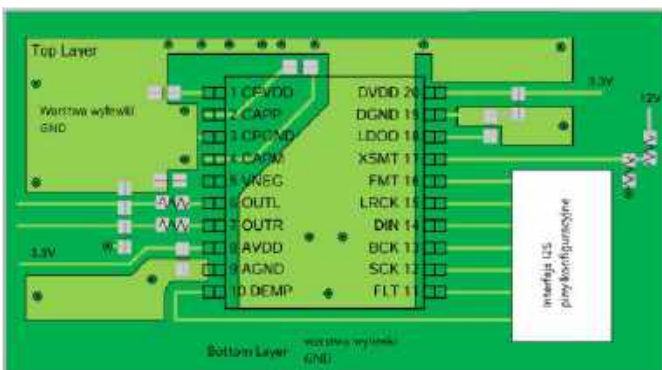 Top Layer
Warstwa wylewki
GND
1 CPVDD
2 CAPP
3 CPGND
4 CAPM
5 VNEG
6 OUTL
7 OUTR
8 AVDD
9 AGND
10 DEMP
DVDD 20
DGND 19
LDOO 18
XSMT 17
FMT 16
LRCK 15
DIN 14
BCK 13
SCK 12
FLT 11
3.3V
12V
3.3V
Interfejs I2S
piny konfiguracyjne
Bottom Layer
warstwa wylewki
GND